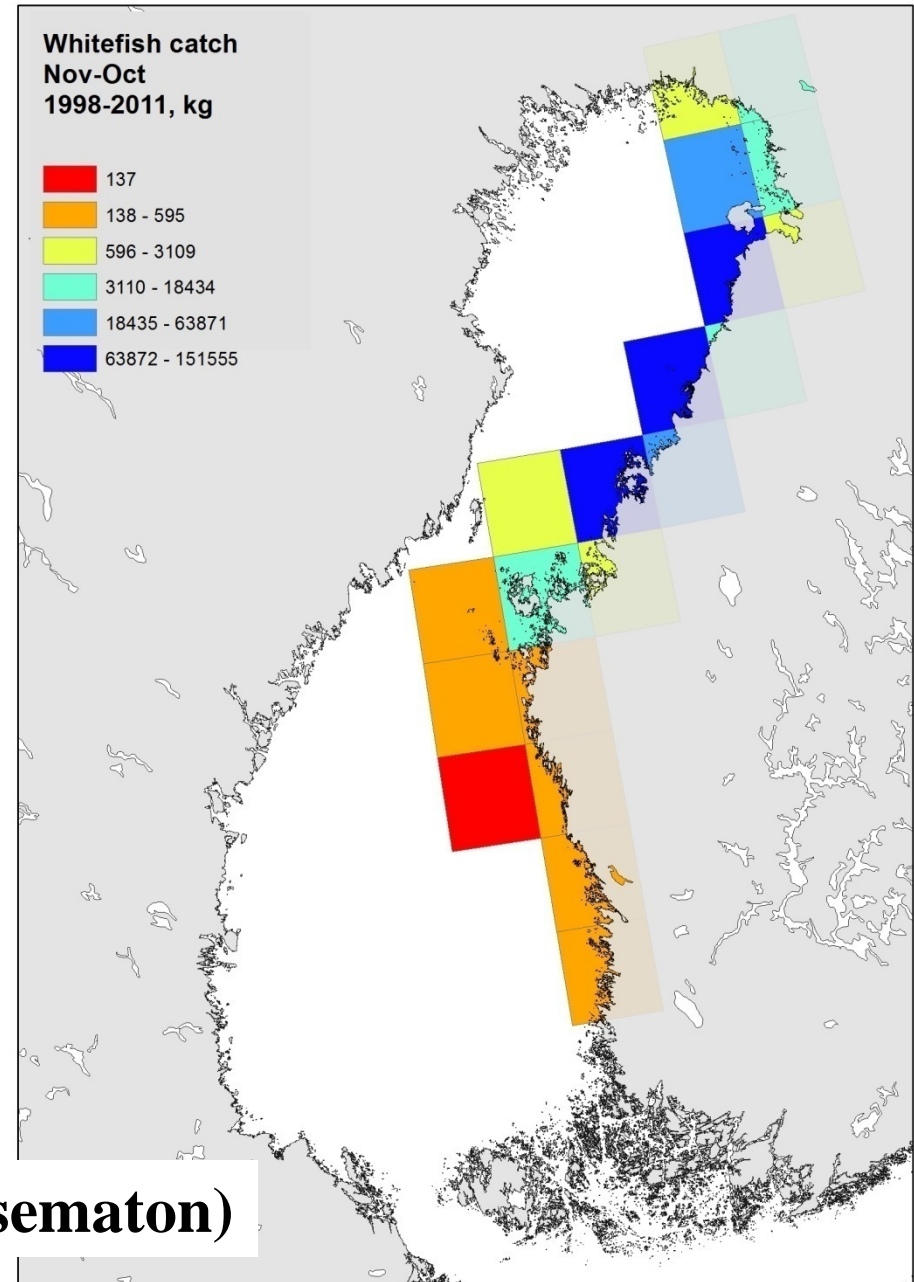 Whitefish catch
Nov-Oct
1998-2011, kg
137
138 - 595
596 - 3109
3110 - 18434
18435 - 63871
63872 - 151555
sematon)